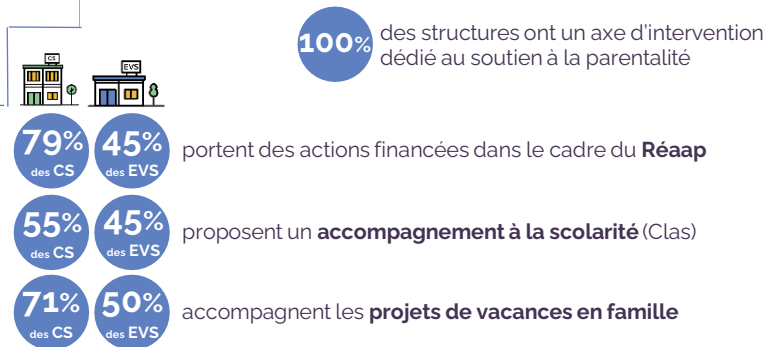 100% des structures ont un axe d'intervention
dédié au soutien à la parentalité
CS
EVS
79% des CS
45% des EVS
portent des actions financées dans le cadre du Réaap
55% des CS
45% des EVS
proposent un accompagnement à la scolarité (Clas)
71% des CS
50% des EVS
accompagnent les projets de vacances en famille